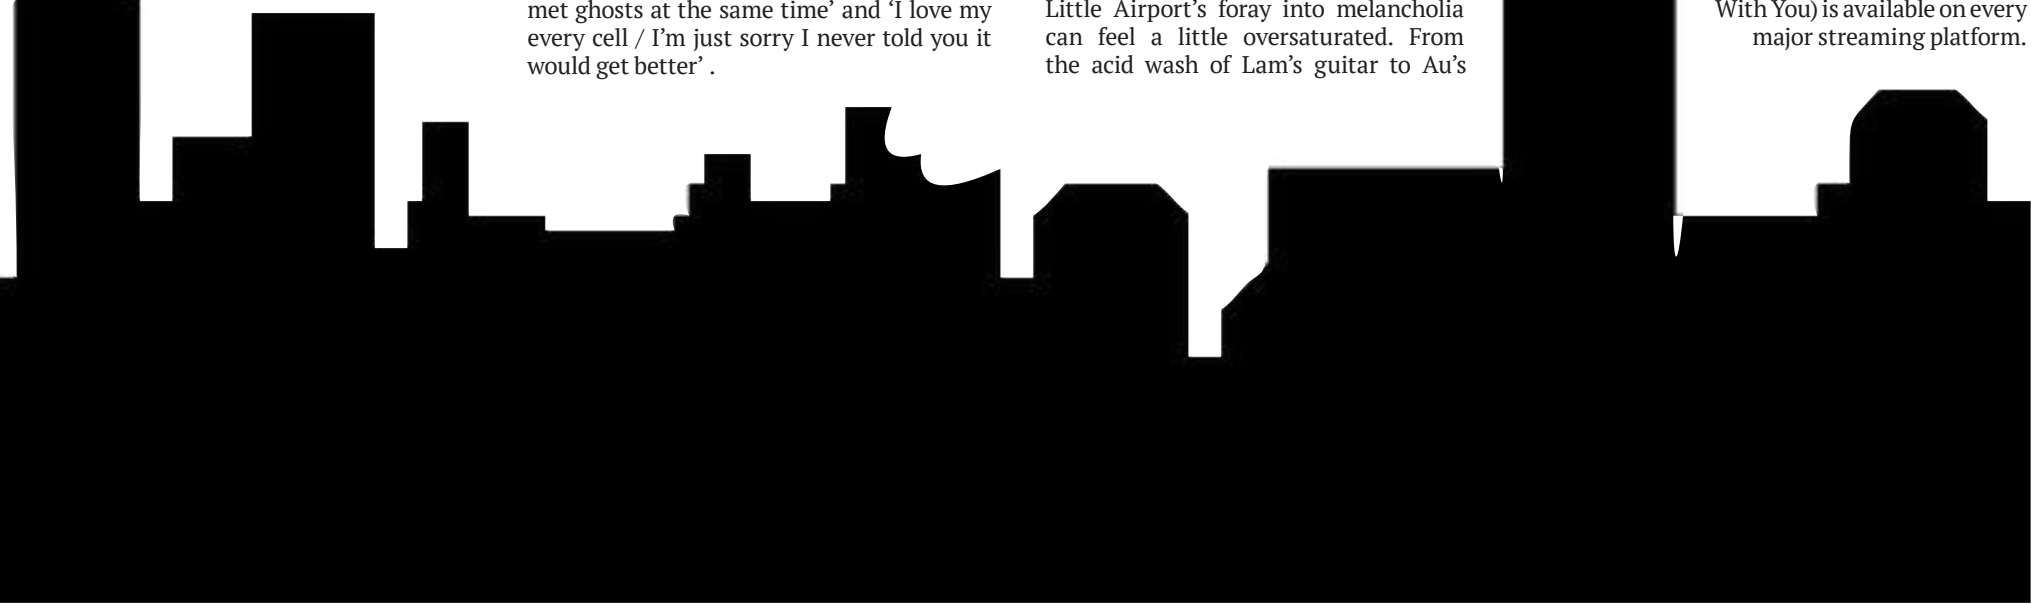 met ghosts at the same time’ and ‘I love my
every cell / I’m just sorry I never told you it
would get better’ .
Little Airport’s foray into melancholia
can feel a little oversaturated. From
the acid wash of Lam’s guitar to Au’s
With You) is available on every
major streaming platform.